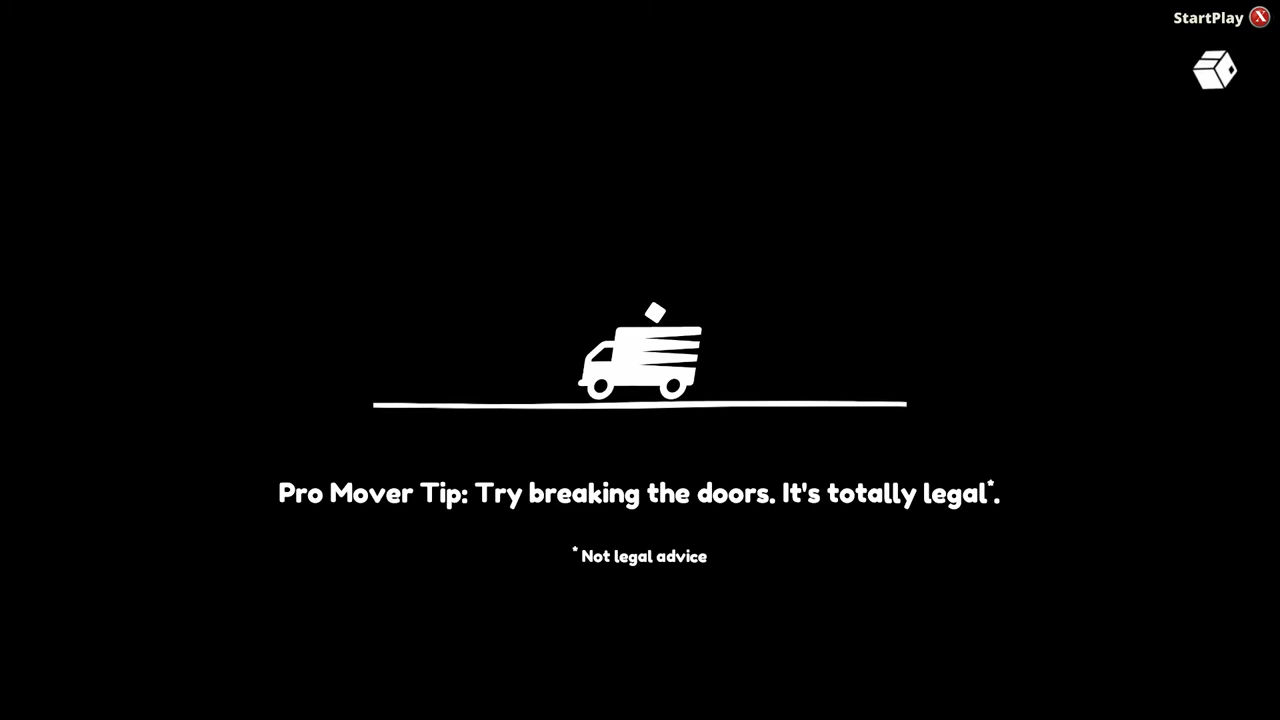 StartPlay X
Pro Mover Tip: Try breaking the doors. It's totally legal*.
* Not legal advice